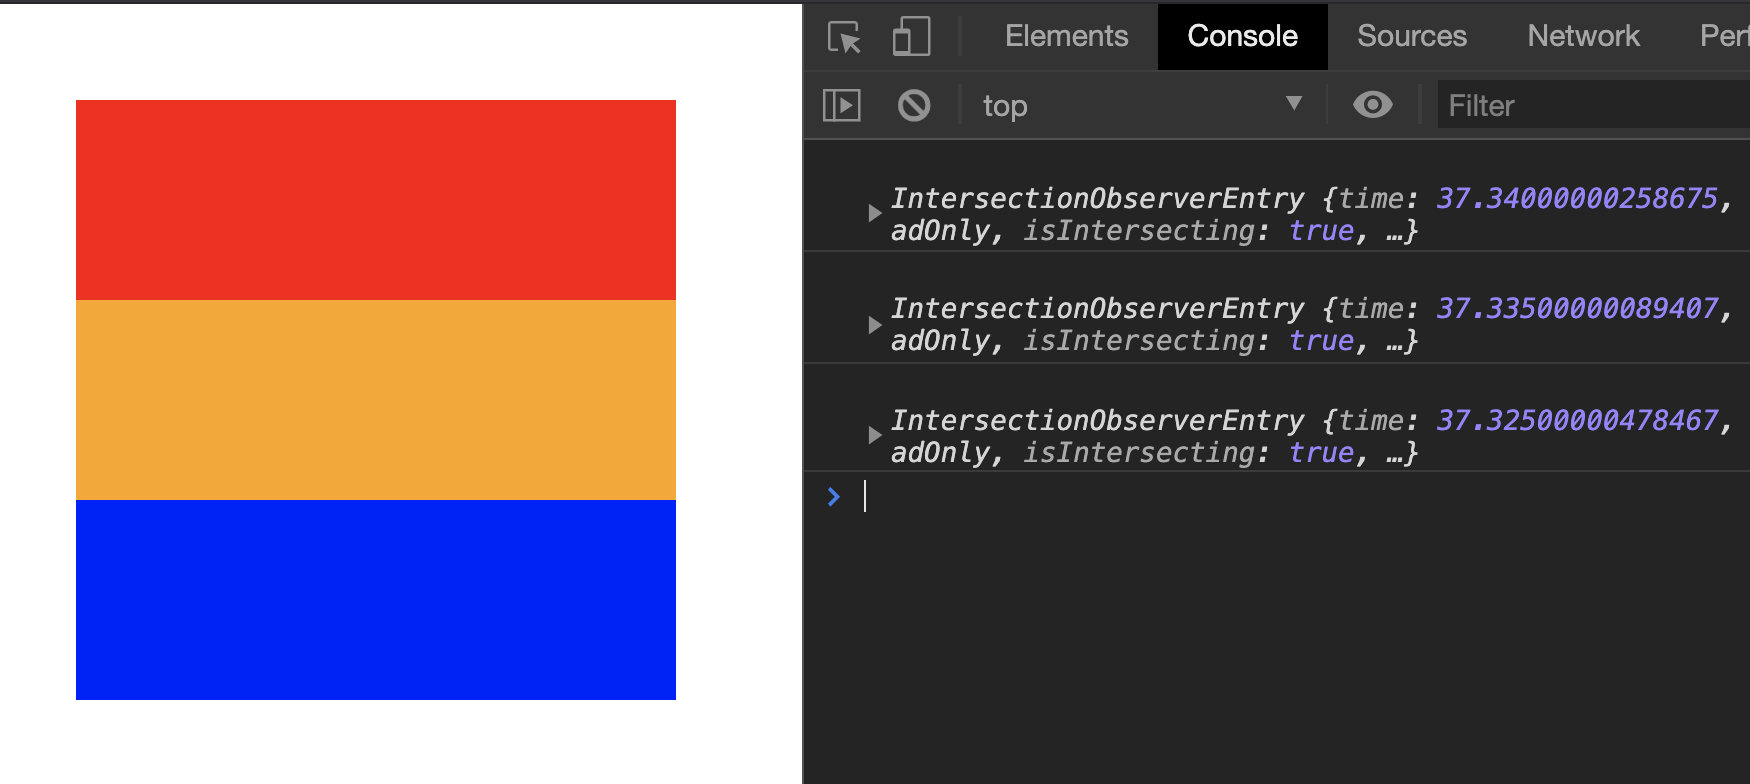 Elements Console Sources Network Perf
top ▼ Filter
IntersectionObserverEntry {time: 37.34000000258675,
adOnly, isIntersecting: true, …}
IntersectionObserverEntry {time: 37.33500000089407,
adOnly, isIntersecting: true, …}
IntersectionObserverEntry {time: 37.32500000478467,
adOnly, isIntersecting: true, …}